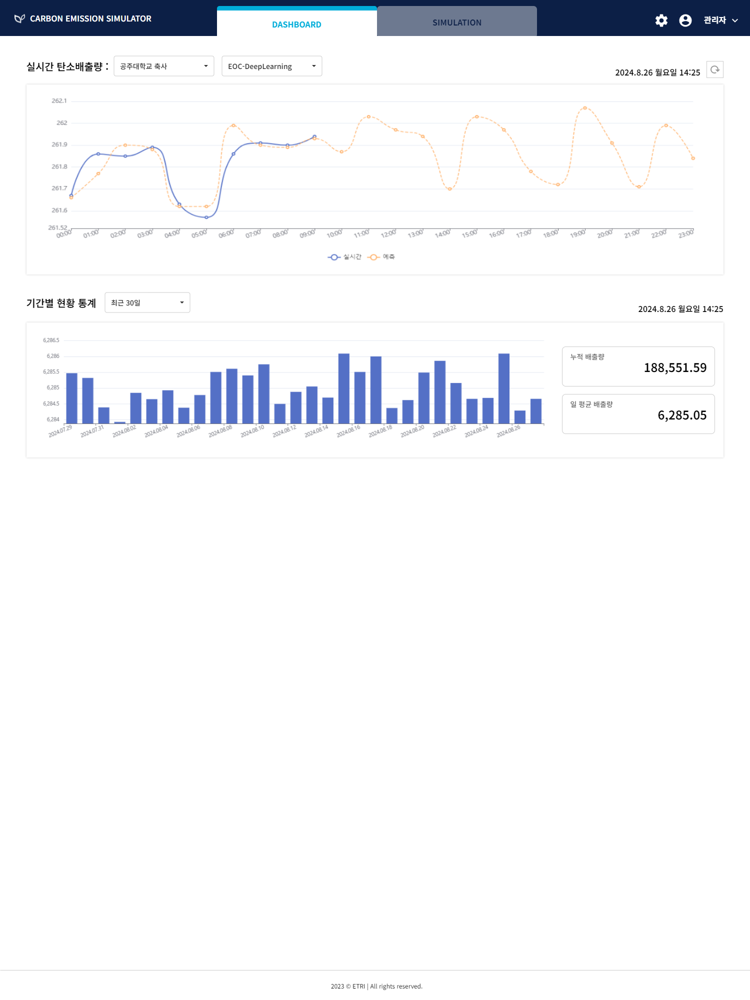 CARBON EMISSION SIMULATOR
DASHBOARD
SIMULATION
관리자
실시간 탄소배출량 :
공주대학교 축사
EOC-DeepLearning
2024.8.26 월요일 14:25
262.1
262
261.9
261.8
261.7
261.6
261.52
00:00 01:00 02:00 03:00 04:00 05:00 06:00 07:00 08:00 09:00 10:00 11:00 12:00 13:00 14:00 15:00 16:00 17:00 18:00 19:00 20:00 21:00 22:00 23:00
실시간 예측
기간별 현황 통계
최근 30일
2024.8.26 월요일 14:25
6,286.5
6,286
6,285.5
6,285
6,284.5
6,284
2024.07.29 2024.07.31 2024.08.02 2024.08.04 2024.08.06 2024.08.08 2024.08.10 2024.08.12 2024.08.14 2024.08.16 2024.08.18 2024.08.20 2024.08.22 2024.08.24 2024.08.26
누적 배출량
188,551.59
일 평균 배출량
6,285.05
2023 © ETRI | All rights reserved.